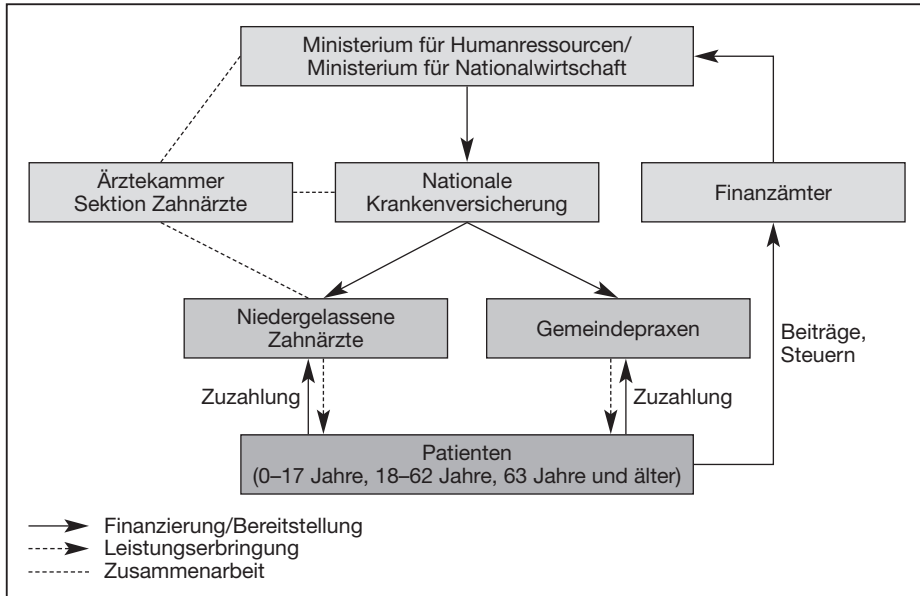 Ministerium für Humanressourcen/
Ministerium für Nationalwirtschaft
Ärztekammer
Sektion Zahnärzte
Nationale
Krankenversicherung
Finanzämter
Niedergelassene
Zahnärzte
Gemeindepraxen
Beiträge,
Steuern
Zuzahlung
Zuzahlung
Patienten
(0–17 Jahre, 18–62 Jahre, 63 Jahre und älter)
Finanzierung/Bereitstellung
Leistungserbringung
Zusammenarbeit